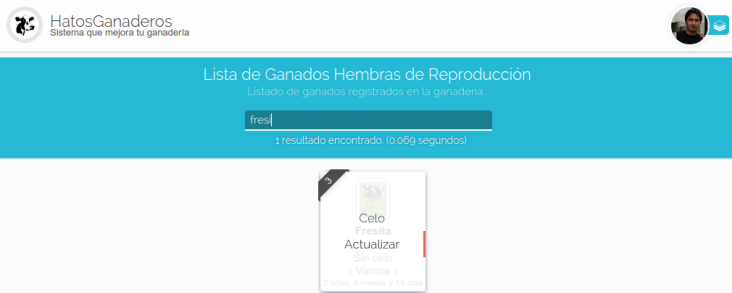 HatosGanaderos
Sistema que mejora tu ganadería
Lista de Ganados Hembras de Reproducción
Listado de ganados registrados en la ganadería..
fresi
1 resultado encontrado. (0.069 segundos)
3
Celo
Fresita
Actualizar
Sin celo
( Vientre )
2 años, 4 meses y 14 días